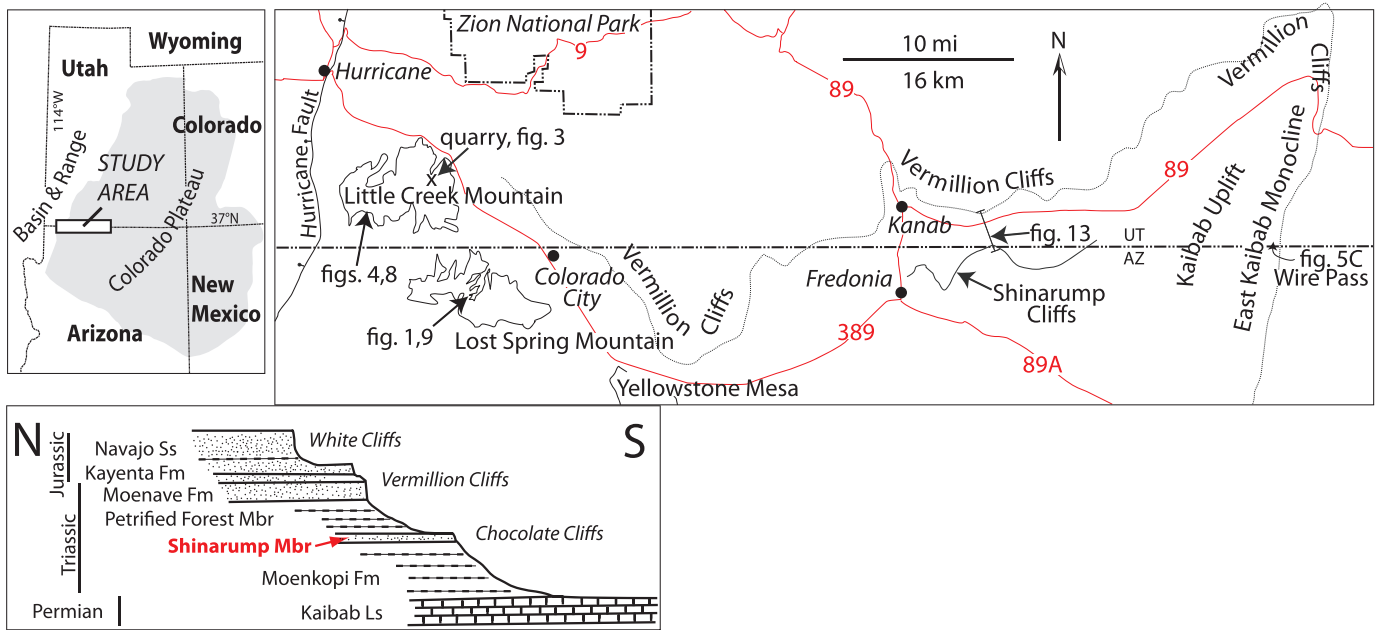 Wyoming
Utah
114°W
Colorado
Basin & Range
STUDY
AREA
Colorado Plateau
37°N
New
Mexico
Arizona
Zion National Park
9
Hurricane
Hurricane Fault
quarry, fig. 3
x
Little Creek Mountain
figs. 4,8
Colorado
City
fig. 1,9
Lost Spring Mountain
Vermillion Cliffs
Yellowstone Mesa
10 mi
16 km
N
89
Vermillion Cliffs
Vermillion Cliffs
89
Kanab
fig. 13
UT
AZ
Fredonia
Shinarump
Cliffs
389
89A
Kaibab Uplift
East Kaibab Monocline
fig. 5C
Wire Pass
N
S
Jurassic
Triassic
Navajo Ss
Kayenta Fm
Moenave Fm
Petrified Forest Mbr
Shinarump Mbr
Moenkopi Fm
Permian
Kaibab Ls
White Cliffs
Vermillion Cliffs
Chocolate Cliffs